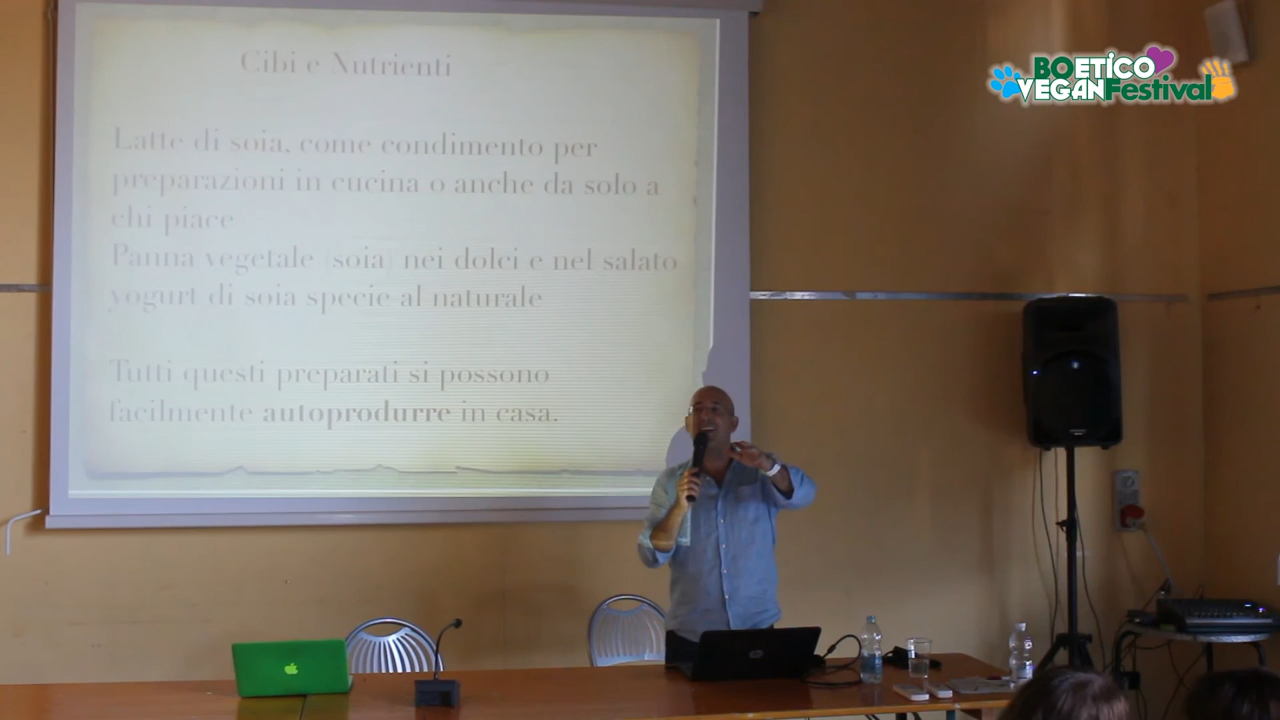 Cibi e Nutrienti
Latte di soia, come condimento per
preparazioni in cucina o anche da solo a
chi piace
Panna vegetale (soia) nei dolci e nel salato
yogurt di soia specie al naturale
Tutti questi preparati si possono
facilmente autoprodurre in casa.
BOETICO
VEGANFestival